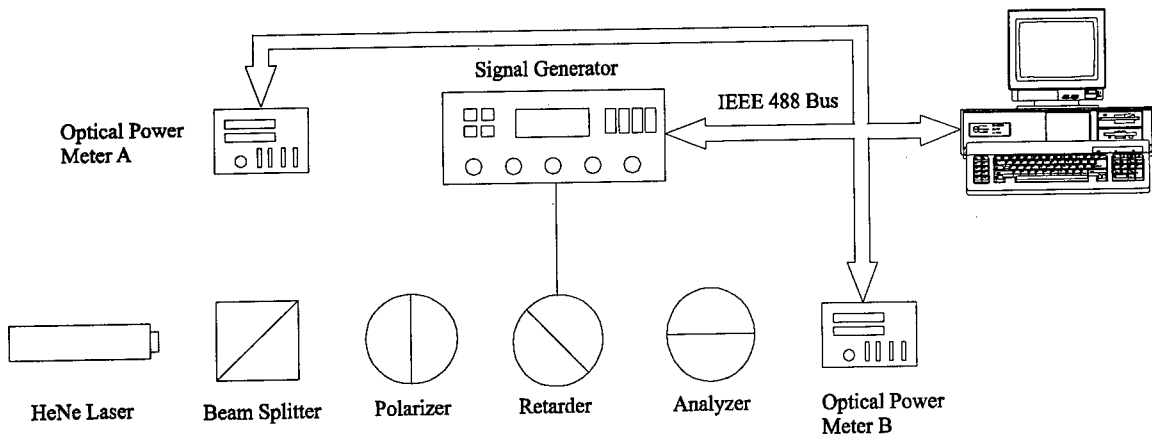 Signal Generator
IEEE 488 Bus
Optical Power
Meter A
HeNe Laser
Beam Splitter
Polarizer
Retarder
Analyzer
Optical Power
Meter B